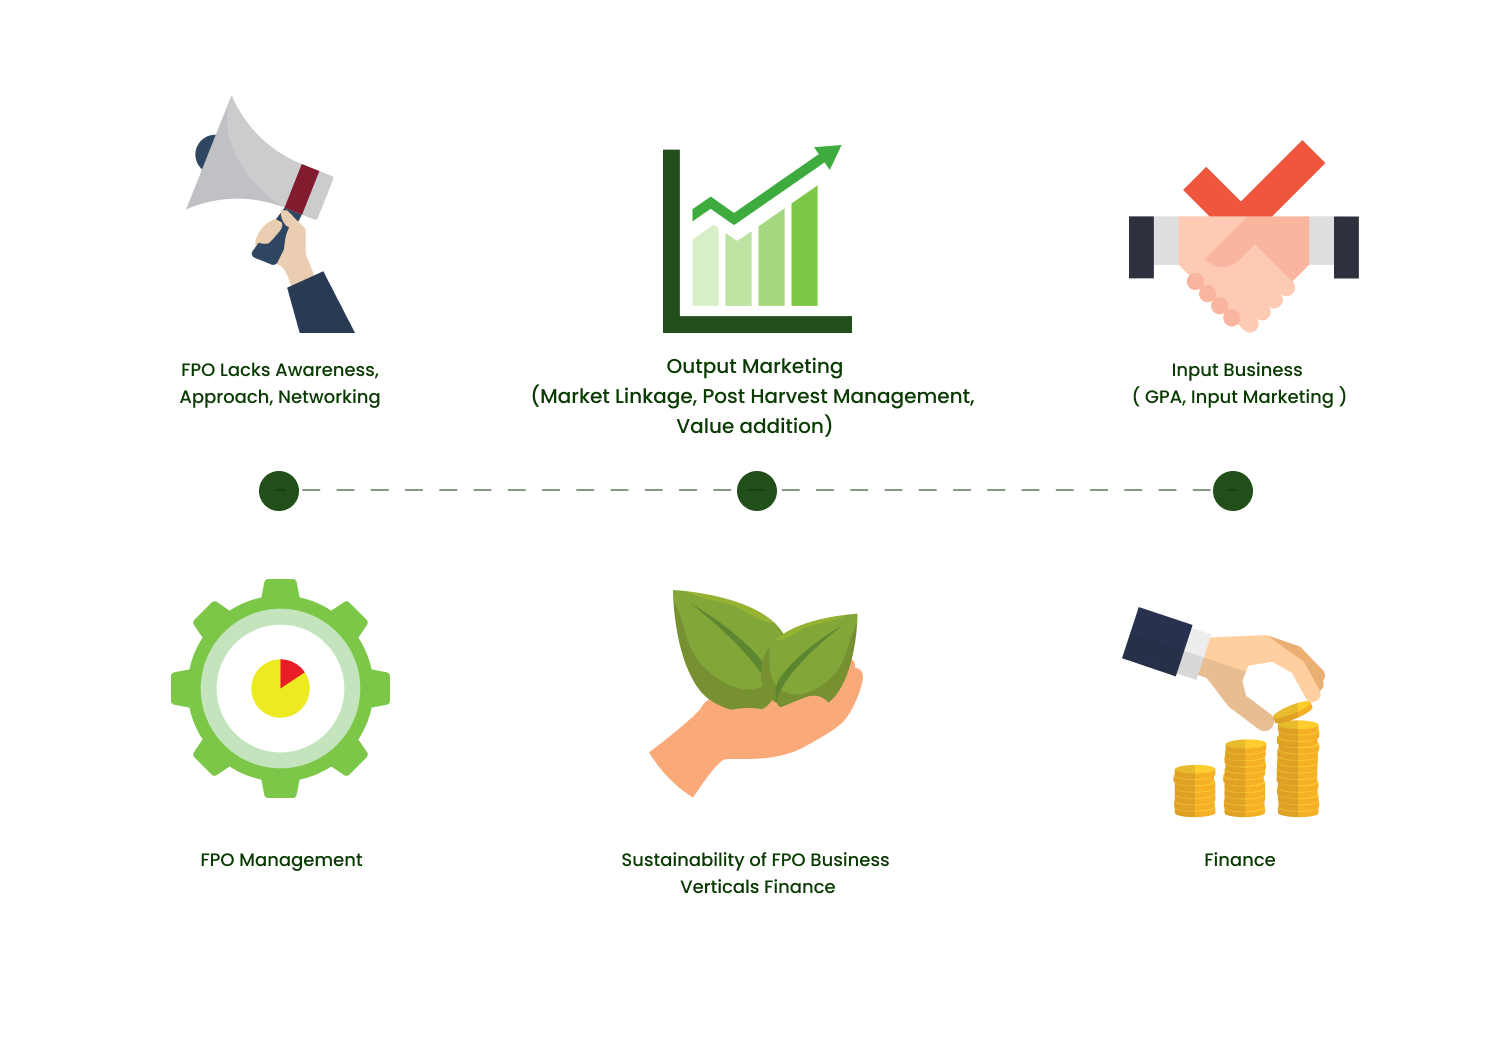 FPO Lacks Awareness,
Approach, Networking
Output Marketing
(Market Linkage, Post Harvest Management,
Value addition)
Input Business
( GPA, Input Marketing )
FPO Management
Sustainability of FPO Business
Verticals Finance
Finance